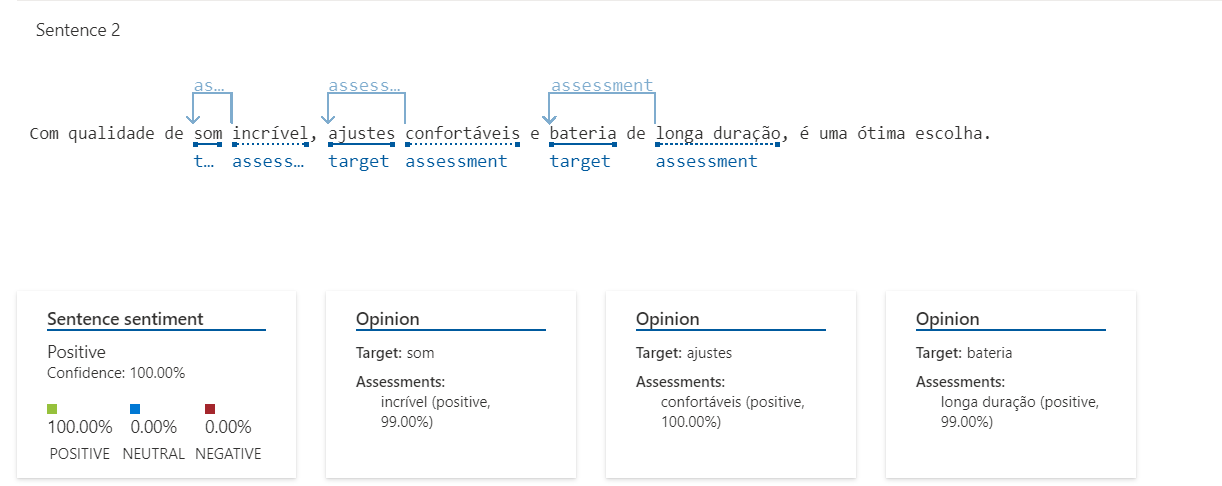 Sentence 2
as... assess... assessment
Com qualidade de som incrível, ajustes confortáveis e bateria de longa duração, é uma ótima escolha.
t... assess... target assessment target assessment
Sentence sentiment
Positive
Confidence: 100.00%
100.00% 0.00% 0.00%
POSITIVE NEUTRAL NEGATIVE
Opinion
Target: som
Assessments:
incrível (positive,
99.00%)
Opinion
Target: ajustes
Assessments:
confortáveis (positive,
100.00%)
Opinion
Target: bateria
Assessments:
longa duração (positive,
99.00%)